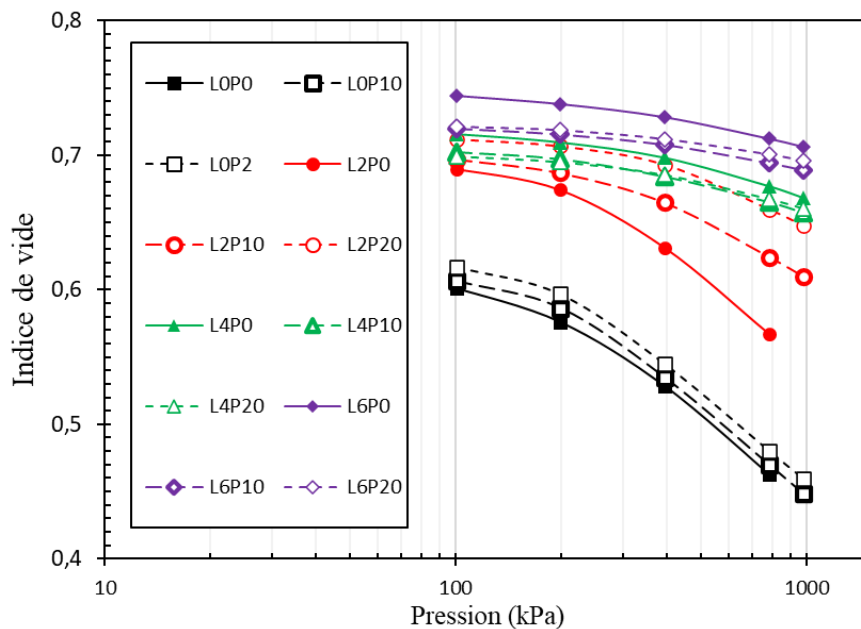 0,8
0,7
0,6
0,5
0,4
Indice de vide
L0P0 L0P10
L0P2 L2P0
L2P10 L2P20
L4P0 L4P10
L4P20 L6P0
L6P10 L6P20
10 100 1000
Pression (kPa)